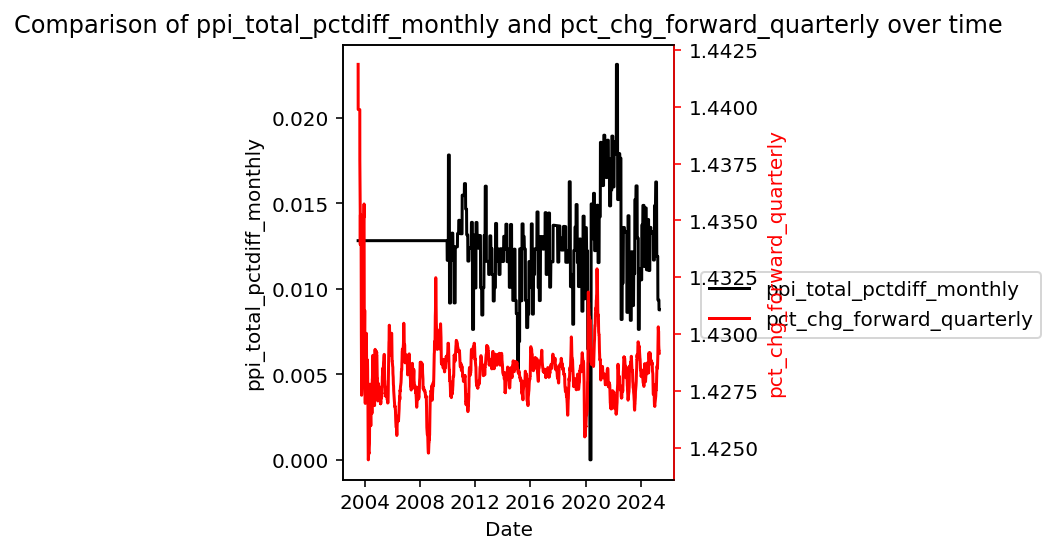 Comparison of ppi_total_pctdiff_monthly and pct_chg_forward_quarterly over time
ppi_total_pctdiff_monthly
0.020
0.015
0.010
0.005
0.000
1.4425
1.4400
1.4375
1.4350
1.4325
1.4300
1.4275
1.4250
pct_chg_forward_quarterly
ppi_total_pctdiff_monthly
pct_chg_forward_quarterly
2004 2008 2012 2016 2020 2024
Date